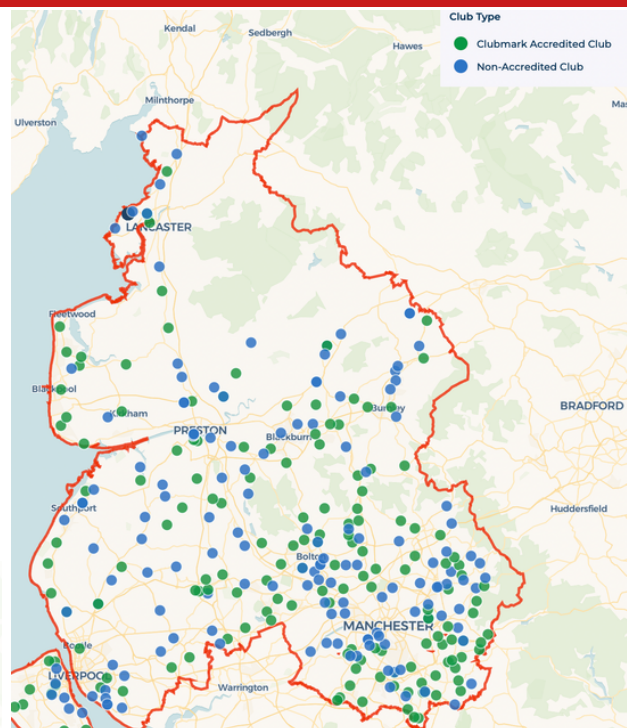 Club Type
Clubmark Accredited Club
Non-Accredited Club
Kendal
Sedbergh
Hawes
Milnthorpe
Ulverston
LANCASTER
Fleetwood
Blackpool
Kirkham
PRESTON
Blackburn
Burnley
BRADFORD
Southport
Huddersfield
Bolton
MANCHESTER
Bootle
LIVERPOOL
Warrington